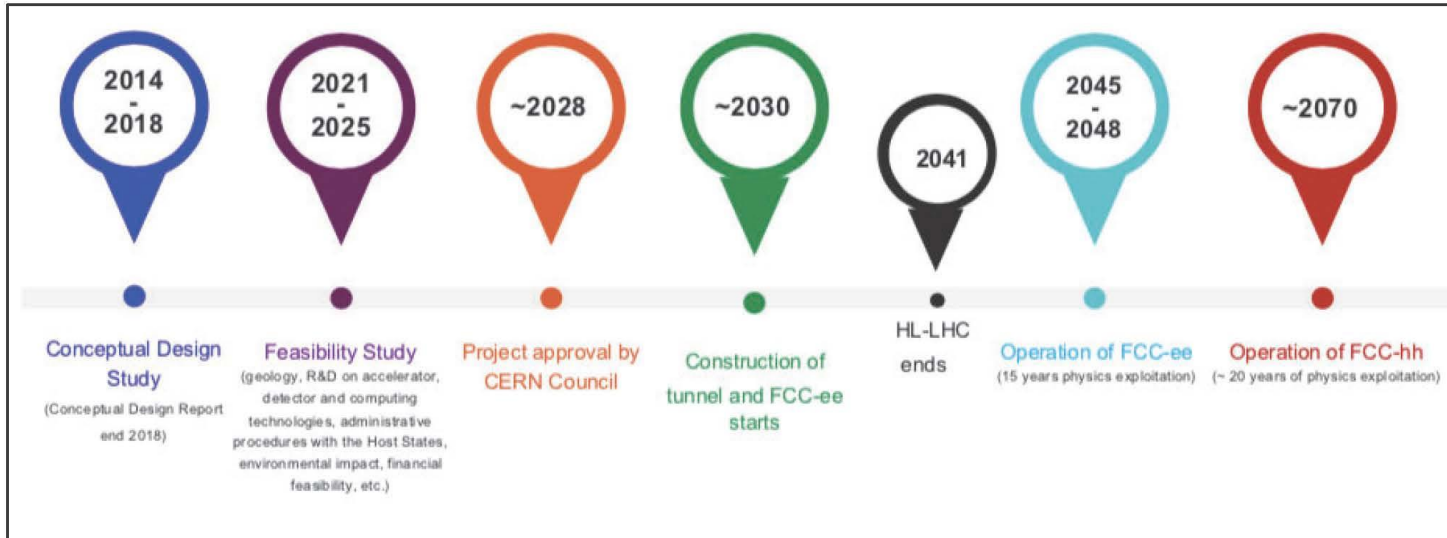 2014
-
2018
2021
-
2025
~2028
~2030
2041
2045
-
2048
~2070
Conceptual Design
Study
(Conceptual Design Report
end 2018)
Feasibility Study
(geology, R&D on accelerator,
detector and computing
technologies, administrative
procedures with the Host States,
environmental impact, financial
feasibility, etc.)
Project approval by
CERN Council
Construction of
tunnel and FCC-ee
starts
HL-LHC
ends
Operation of FCC-ee
(15 years physics exploitation)
Operation of FCC-hh
(~ 20 years of physics exploitation)